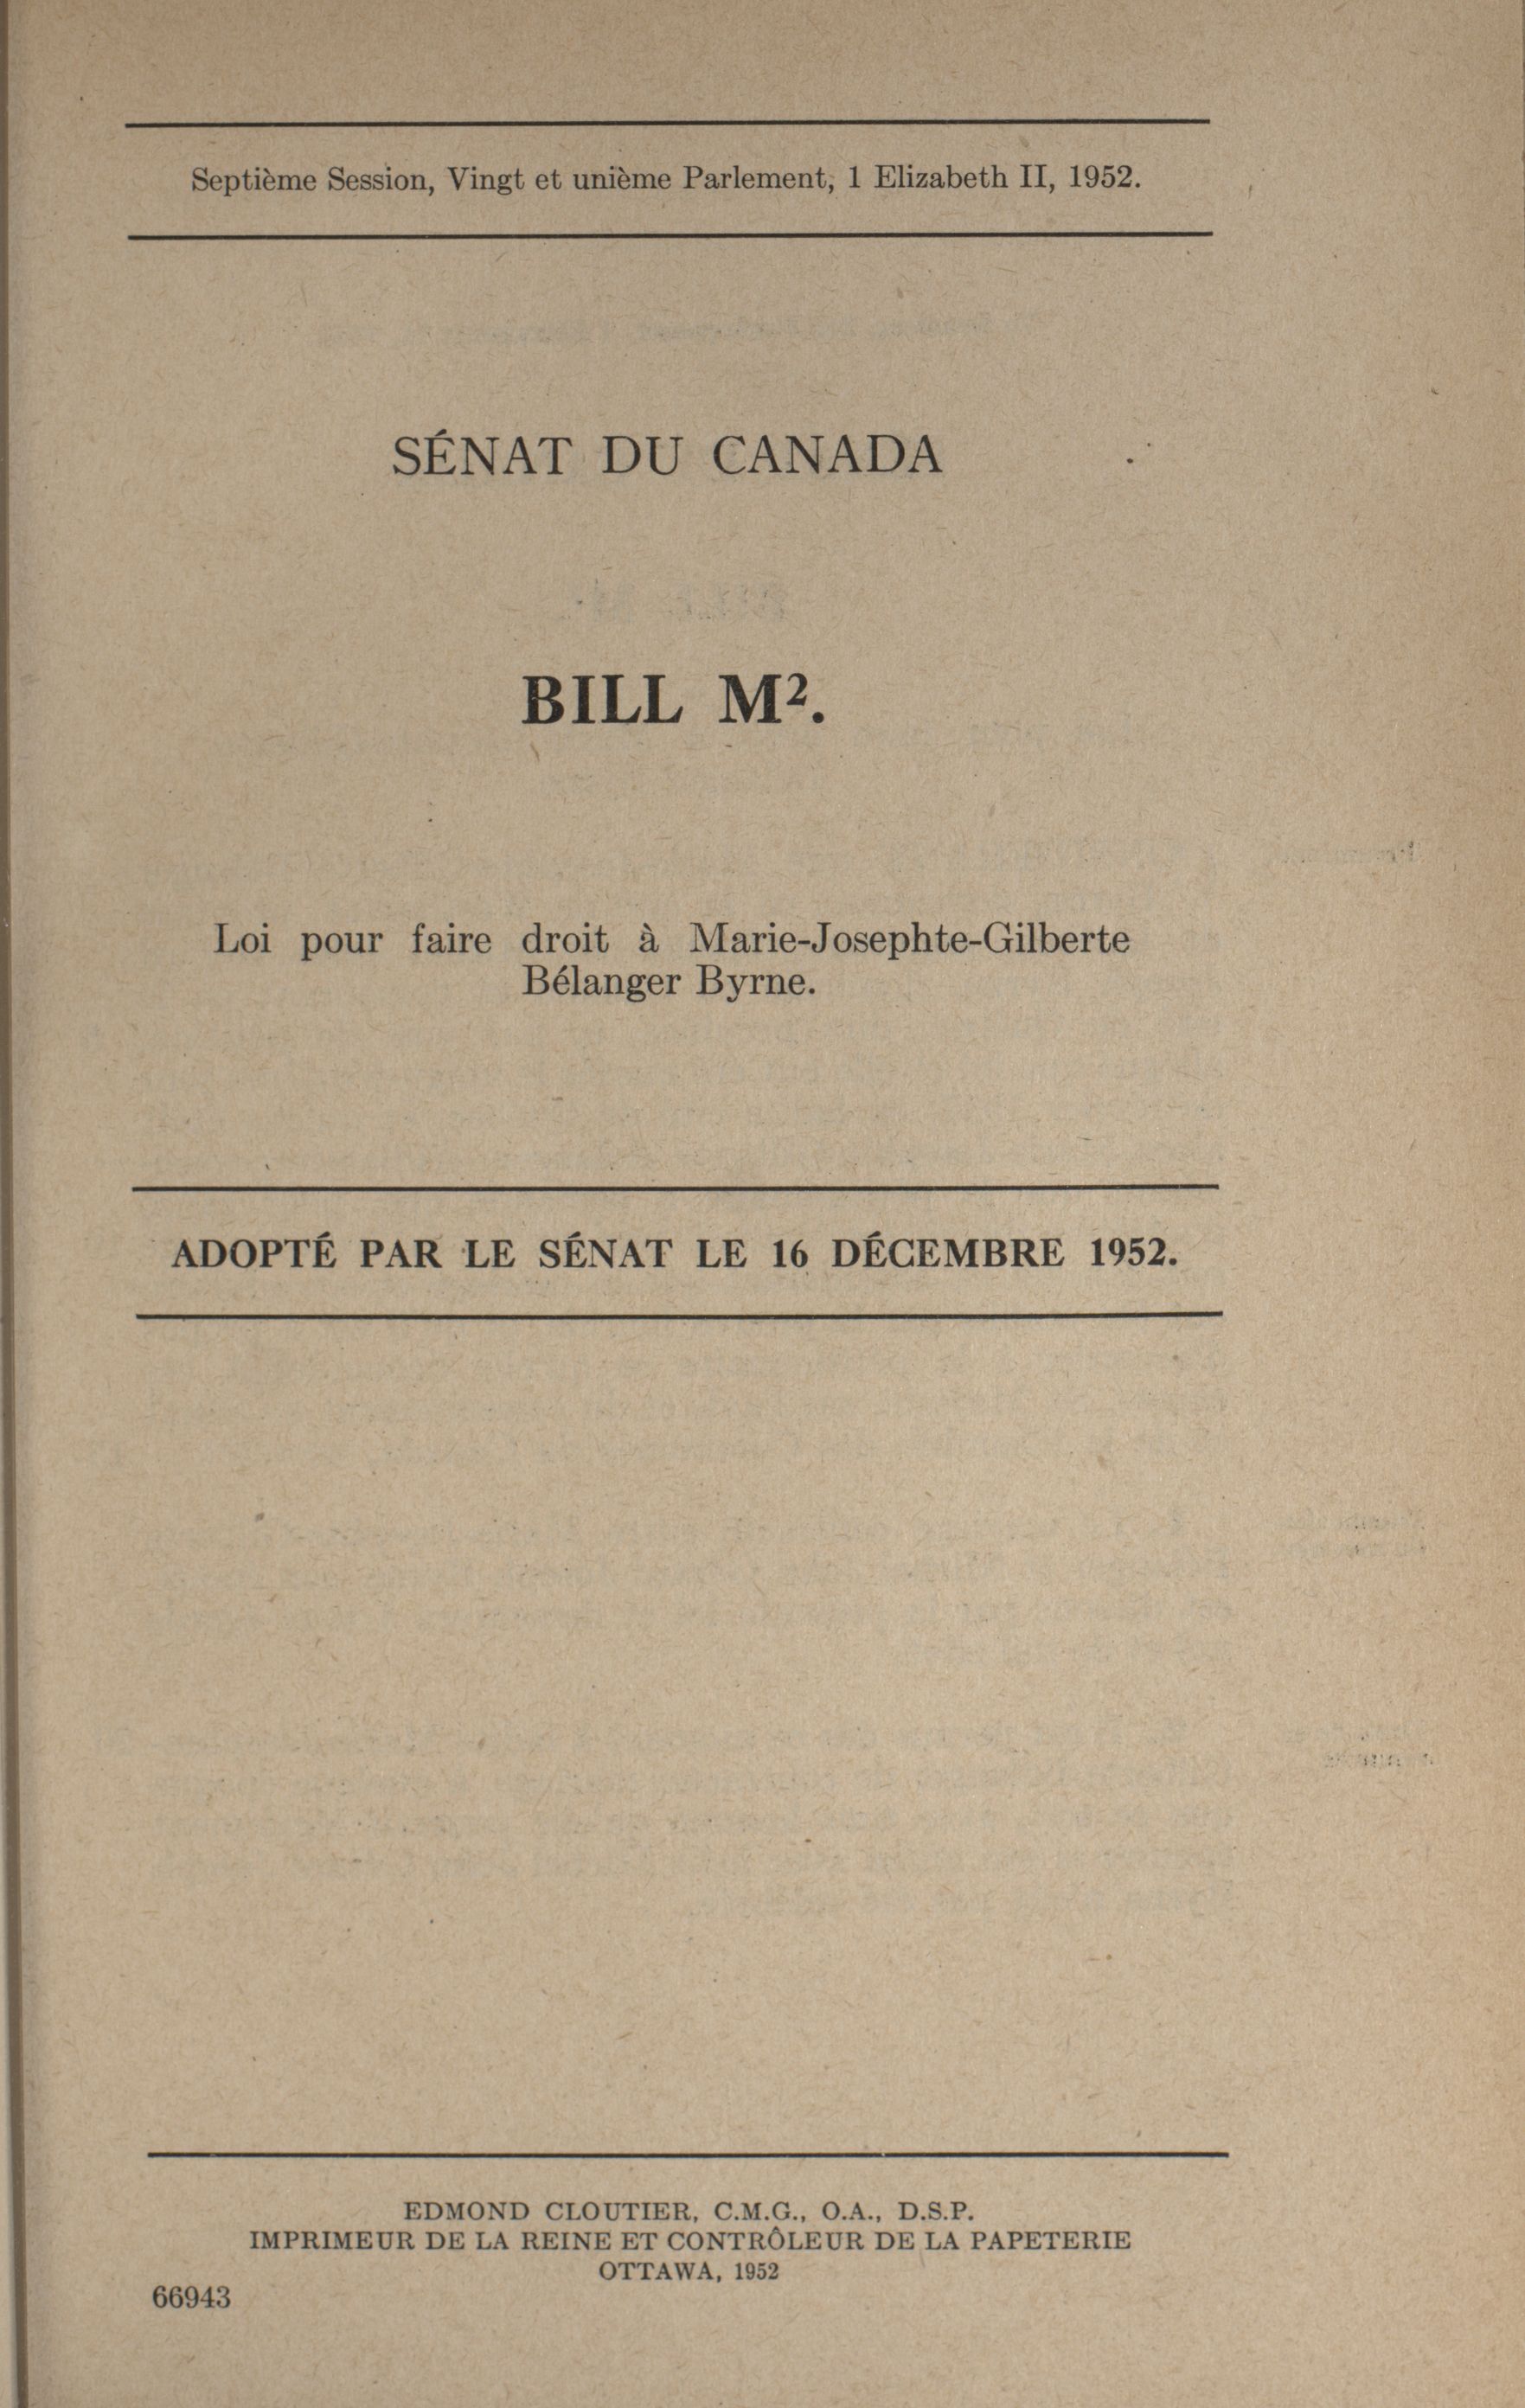 Septième Session, Vingt et unième Parlement, 1 Elizabeth II, 1952.
SÉNAT DU CANADA
BILL M².
Loi pour faire droit à Marie-Josephte-Gilberte
Bélanger Byrne.
ADOPTÉ PAR LE SÉNAT LE 16 DÉCEMBRE 1952.
EDMOND CLOUTIER, C.M.G., O.A., D.S.P.
IMPRIMEUR DE LA REINE ET CONTRÔLEUR DE LA PAPETERIE
OTTAWA, 1952
66943